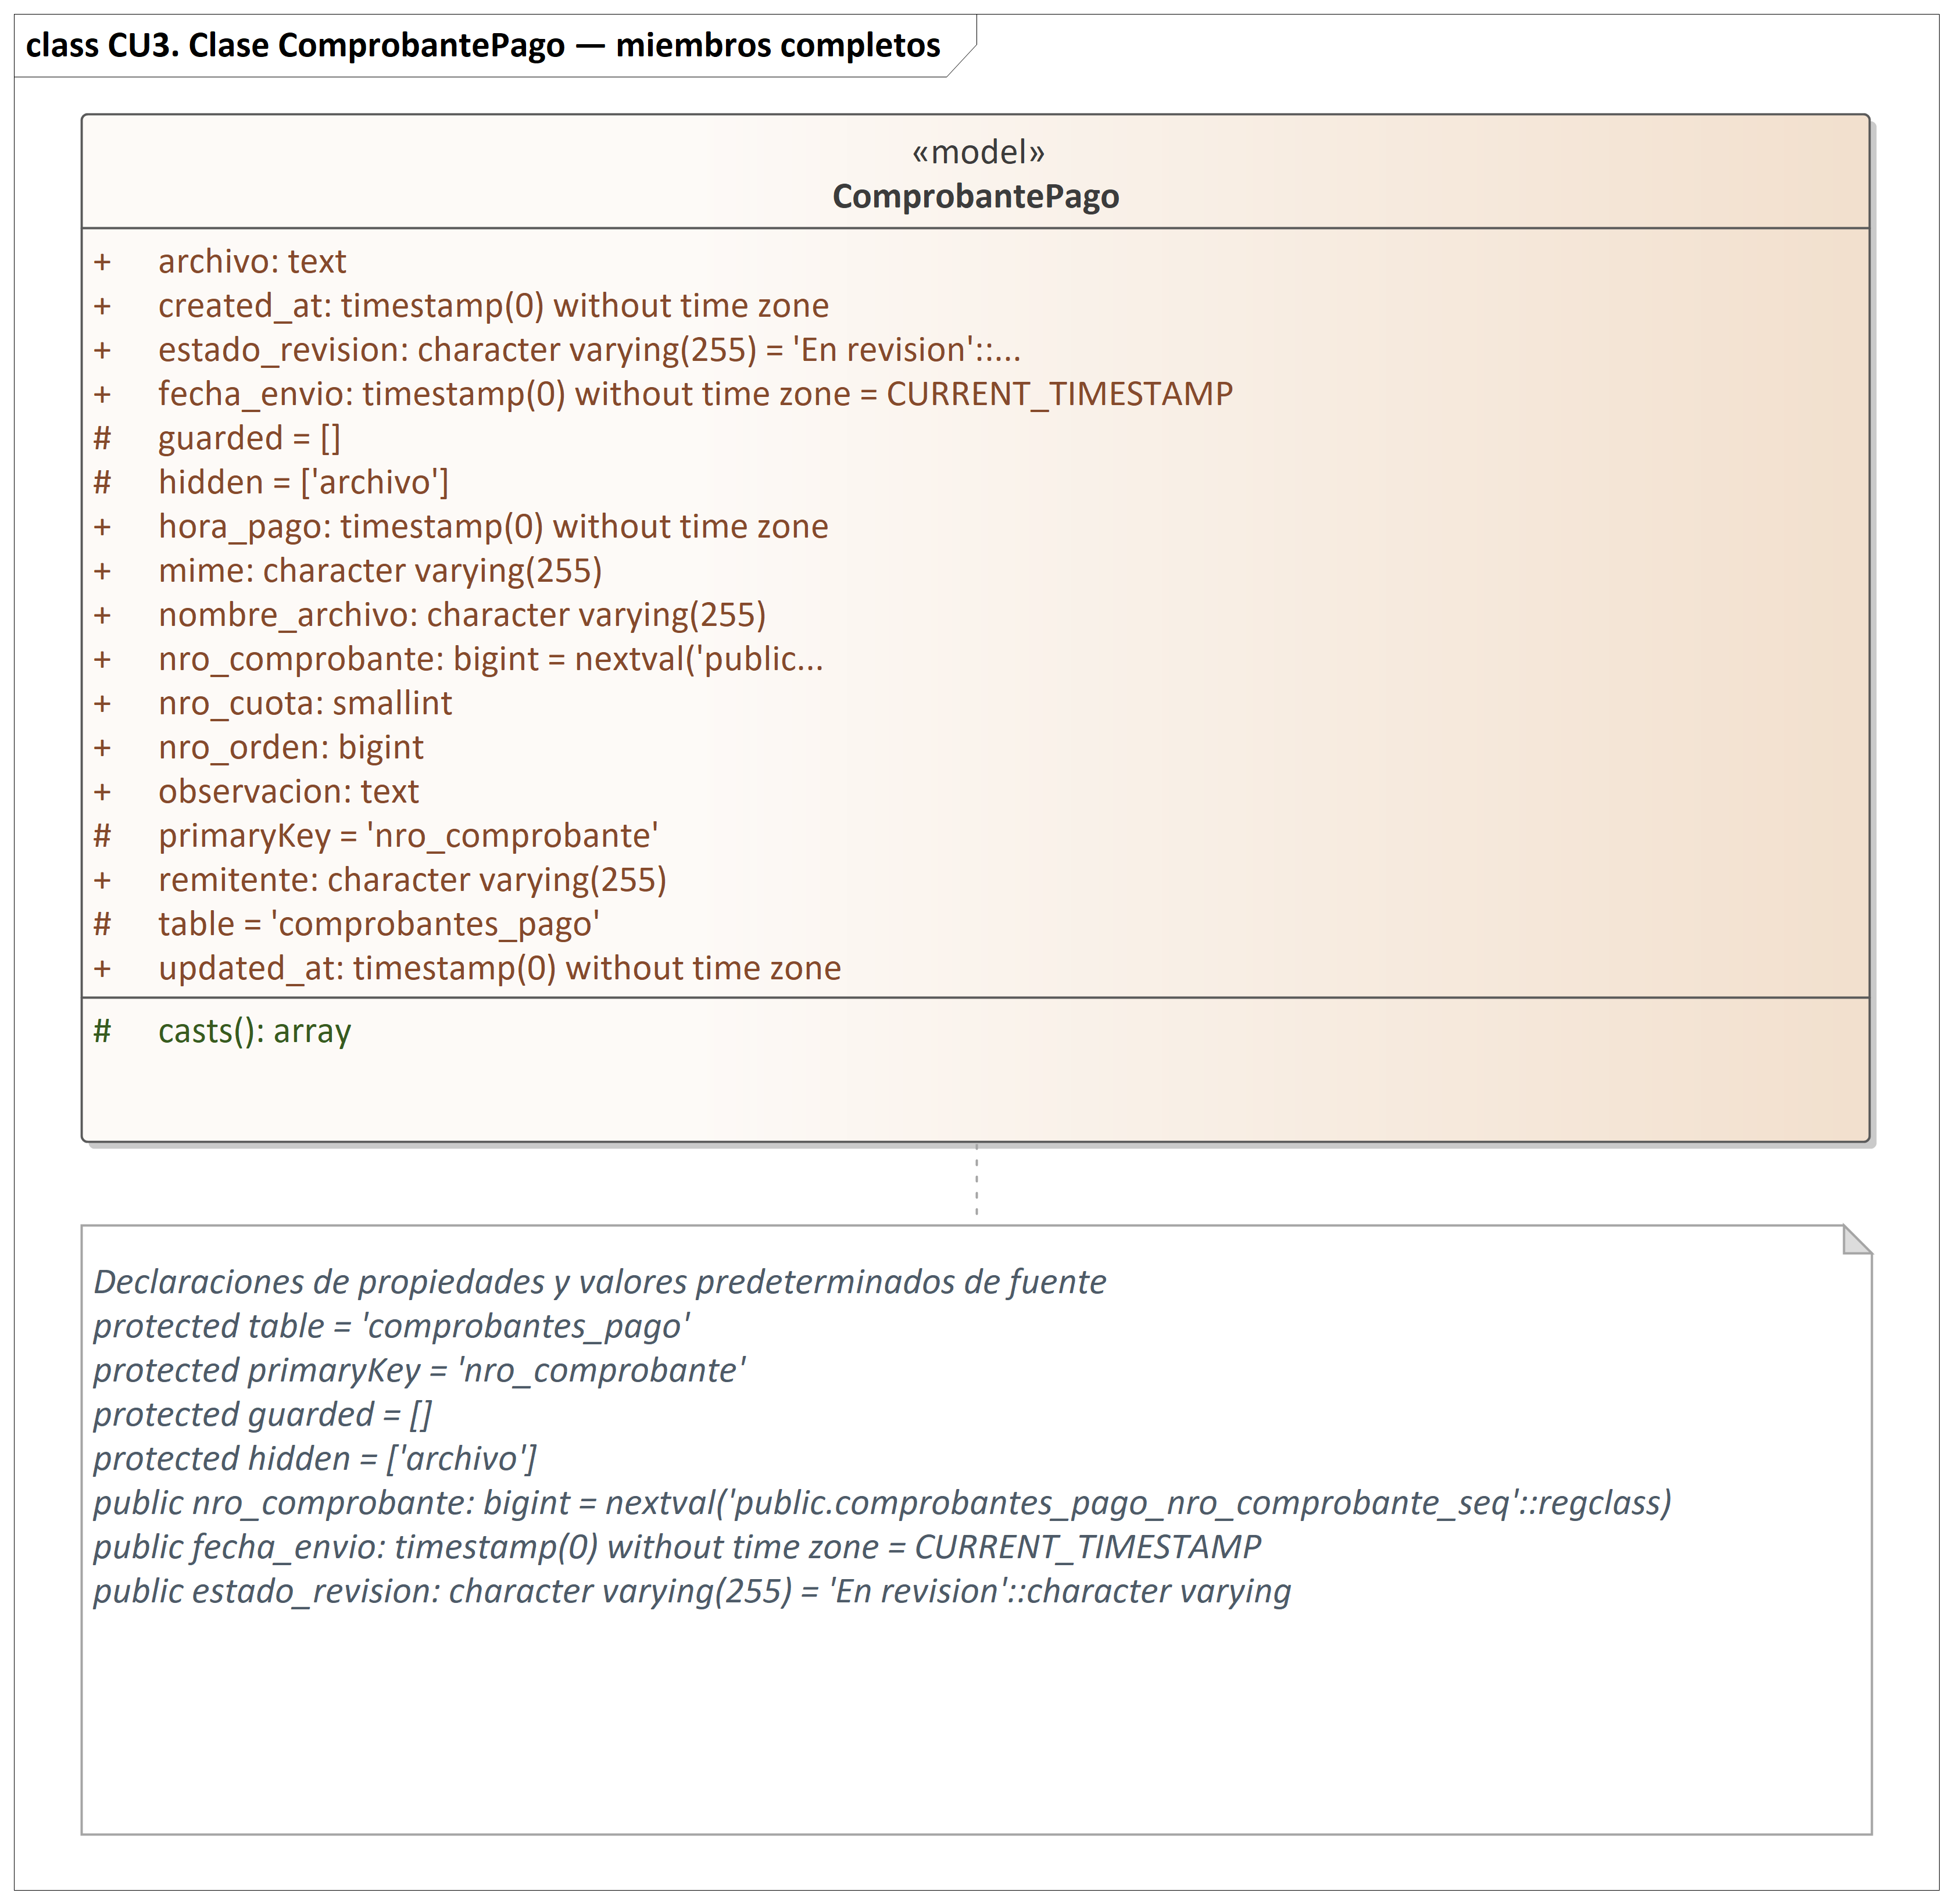 class CU3. Clase ComprobantePago — miembros completos
«model»
ComprobantePago
+ archivo: text
+ created_at: timestamp(0) without time zone
+ estado_revision: character varying(255) = 'En revision'::...
+ fecha_envio: timestamp(0) without time zone = CURRENT_TIMESTAMP
# guarded = []
# hidden = ['archivo']
+ hora_pago: timestamp(0) without time zone
+ mime: character varying(255)
+ nombre_archivo: character varying(255)
+ nro_comprobante: bigint = nextval('public...
+ nro_cuota: smallint
+ nro_orden: bigint
+ observacion: text
# primaryKey = 'nro_comprobante'
+ remitente: character varying(255)
# table = 'comprobantes_pago'
+ updated_at: timestamp(0) without time zone
# casts(): array
Declaraciones de propiedades y valores predeterminados de fuente
protected table = 'comprobantes_pago'
protected primaryKey = 'nro_comprobante'
protected guarded = []
protected hidden = ['archivo']
public nro_comprobante: bigint = nextval('public.comprobantes_pago_nro_comprobante_seq'::regclass)
public fecha_envio: timestamp(0) without time zone = CURRENT_TIMESTAMP
public estado_revision: character varying(255) = 'En revision'::character varying